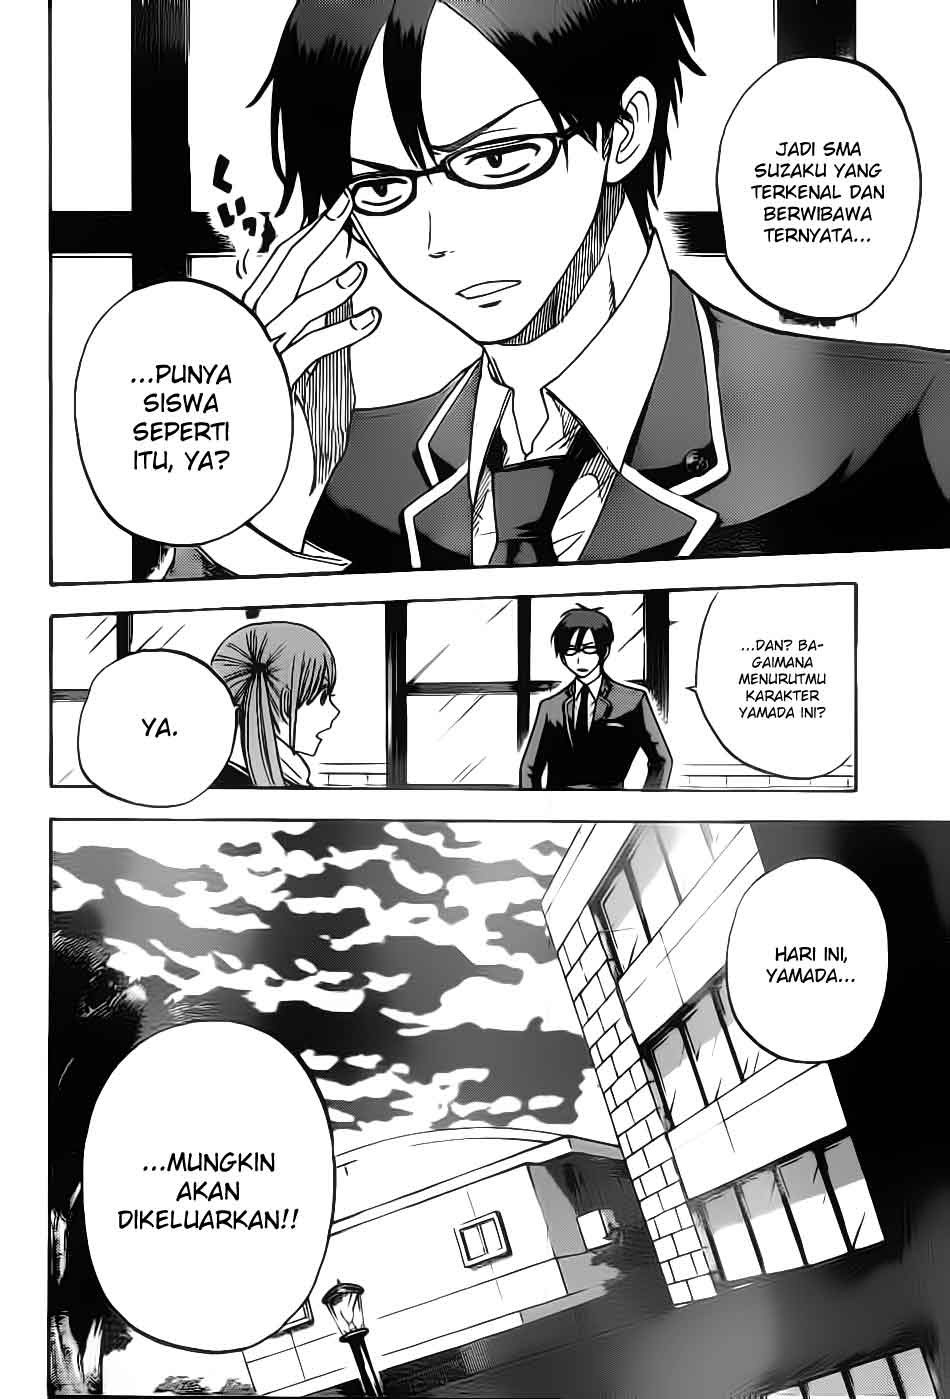 JADI SMA
SUZAKU YANG
TERKENAL DAN
BERWIBAWA
TERNYATA...
...PUNYA
SISWA
SEPERTI
ITU, YA?
...DAN? BA-
GAIMANA
MENURUTMU
KARAKTER
YAMADA INI?
YA.
HARI INI,
YAMADA...
...MUNGKIN
AKAN
DIKELUARKAN!!